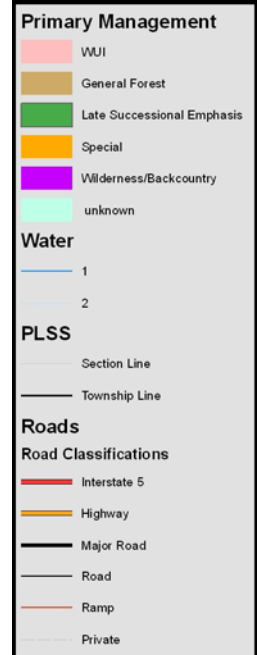 Primary Management
WUI
General Forest
Late Successional Emphasis
Special
Wilderness/Backcountry
unknown
Water
1
2
PLSS
Section Line
Township Line
Roads
Road Classifications
Interstate 5
Highway
Major Road
Road
Ramp
Private